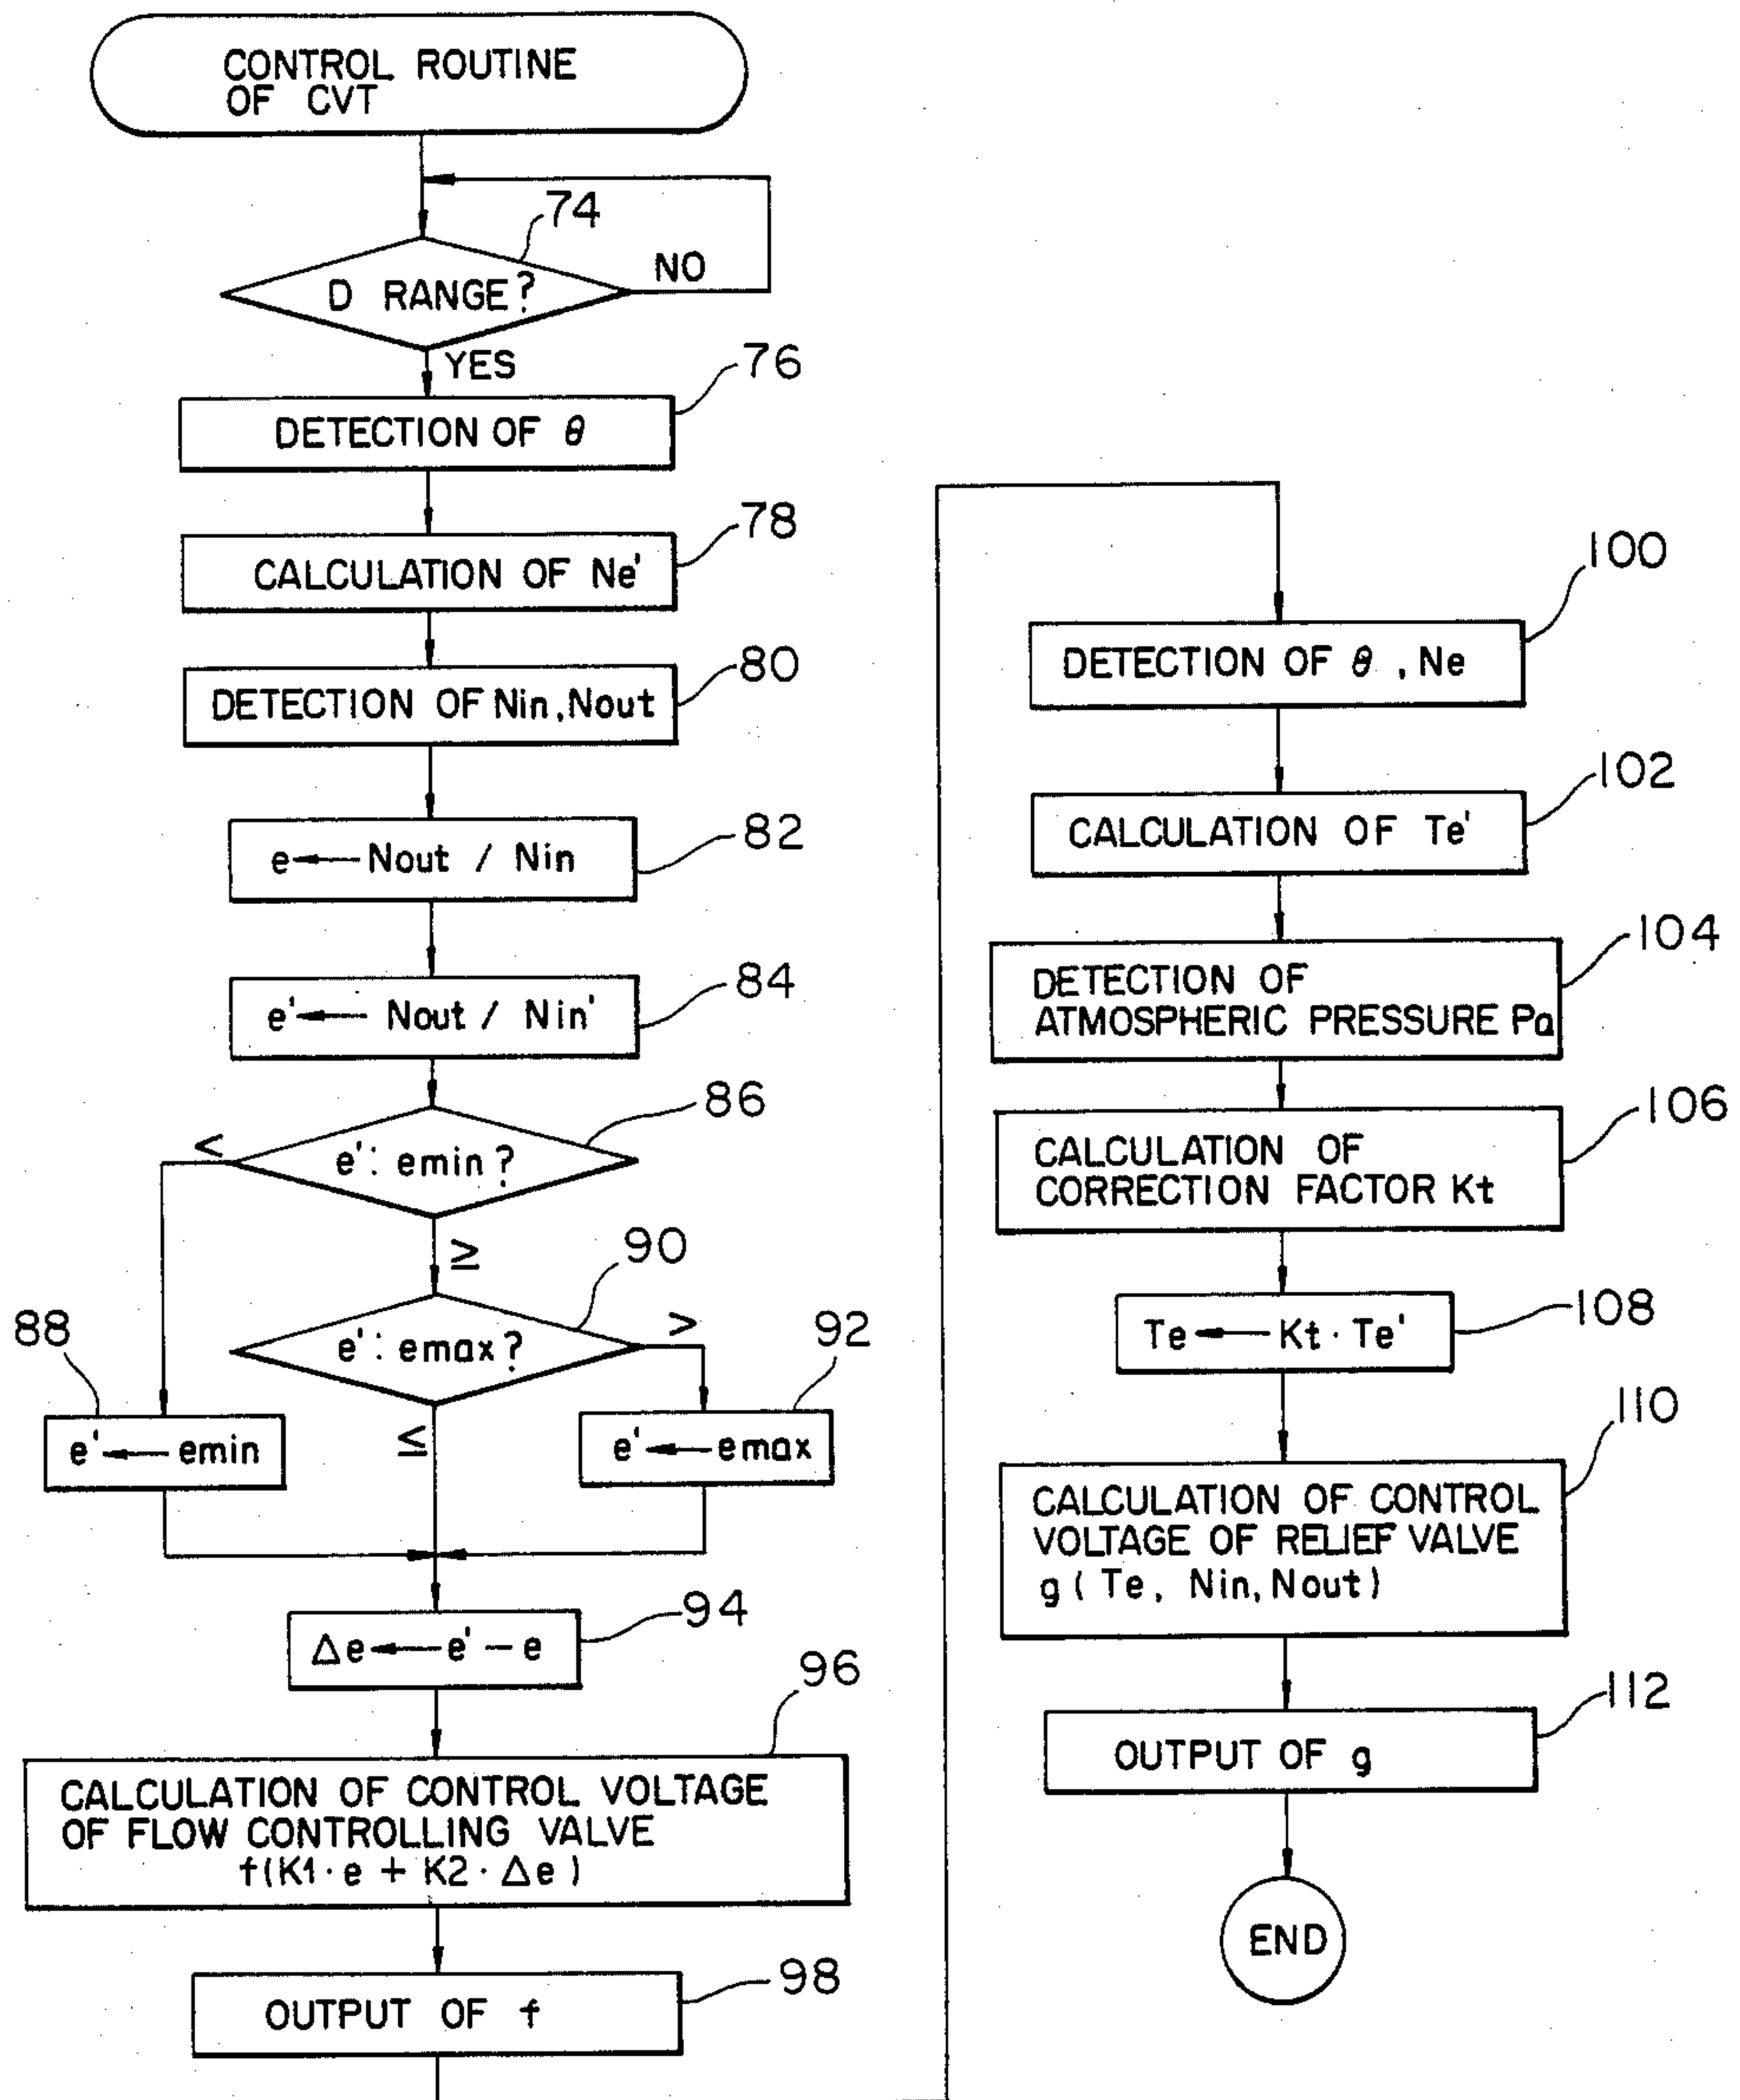 CONTROL ROUTINE
OF CVT
74
D RANGE?
NO
YES
76
DETECTION OF θ
78
CALCULATION OF Ne'
80
DETECTION OF Nin, Nout
82
e ← Nout / Nin
84
e' ← Nout / Nin'
86
<
e' : emin ?
≥
90
e' : emax ?
>
88
92
e' ← emin
≤
e' ← emax
94
Δe ← e' − e
96
CALCULATION OF CONTROL VOLTAGE
OF FLOW CONTROLLING VALVE
f(K1 · e + K2 · Δe)
98
OUTPUT OF f
100
DETECTION OF θ , Ne
102
CALCULATION OF Te'
104
DETECTION OF
ATMOSPHERIC PRESSURE Pa
106
CALCULATION OF
CORRECTION FACTOR Kt
108
Te ← Kt · Te'
110
CALCULATION OF CONTROL
VOLTAGE OF RELIEF VALVE
g ( Te, Nin, Nout )
112
OUTPUT OF g
END